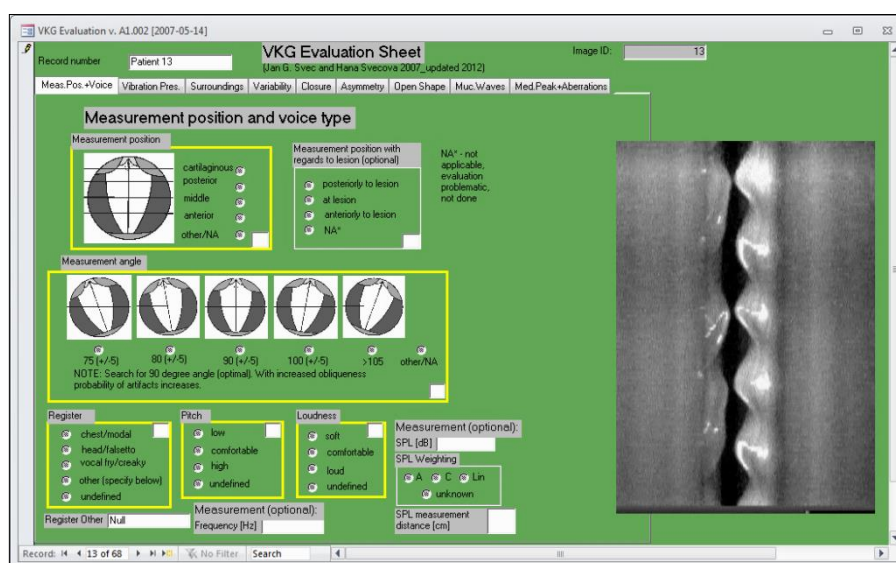 VKG Evaluation v. A1.002 [2007-05-14]
Record number
Patient 13
VKG Evaluation Sheet
(Jan G. Svec and Hana Svecova 2007_updated 2012)
Image ID:
13
Meas.Pos.+Voice Vibration Pres. Surroundings Variability Closure Asymmetry Open Shape Muc.Waves Med.Peak+Aberrations
Measurement position and voice type
Measurement position
cartilaginous
posterior
middle
anterior
other/NA
Measurement position with
regards to lesion (optional)
posteriorly to lesion
at lesion
anteriorly to lesion
NA*
NA* - not
applicable,
evaluation
problematic,
not done
Measurement angle
75 (+/-5) 80 (+/-5) 90 (+/-5) 100 (+/-5) >105 other/NA
NOTE: Search for 90 degree angle (optimal). With increased obliqueness
probability of artifacts increases.
Register
chest/modal
head/falsetto
vocal fry/creaky
other (specify below)
undefined
Register Other Null
Pitch
low
comfortable
high
undefined
Measurement (optional):
Frequency [Hz]
Loudness
soft
comfortable
loud
undefined
Measurement (optional):
SPL [dB]
SPL Weighting
A C Lin
unknown
SPL measurement
distance [cm]
Record: 13 of 68 No Filter Search